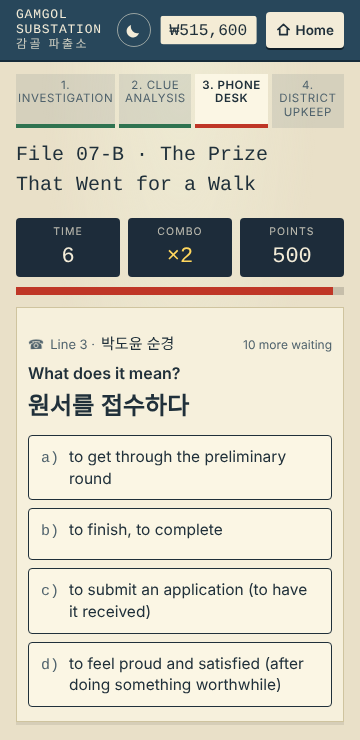 GAMGOL
SUBSTATION
감골 파출소
₩515,600
Home
1.
INVESTIGATION
2. CLUE
ANALYSIS
3. PHONE
DESK
4.
DISTRICT
UPKEEP
File 07-B · The Prize
That Went for a Walk
TIME
6
COMBO
×2
POINTS
500
☎ Line 3 · 박도윤 순경
10 more waiting
What does it mean?
원서를 접수하다
a) to get through the preliminary
round
b) to finish, to complete
c) to submit an application (to have
it received)
d) to feel proud and satisfied (after
doing something worthwhile)